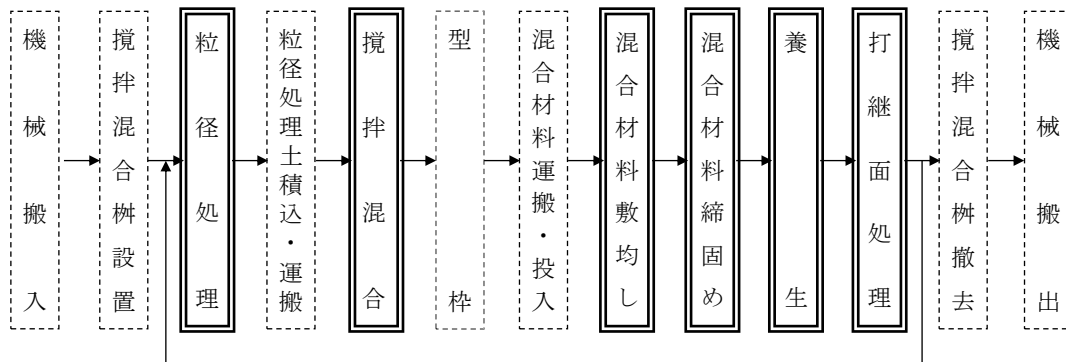 機械搬入
撹拌混合桝設置
粒径処理
粒径処理土積込・運搬
撹拌混合
型枠
混合材料運搬・投入
混合材料敷均し
混合材料締固め
養生
打継面処理
撹拌混合桝撤去
機械搬出